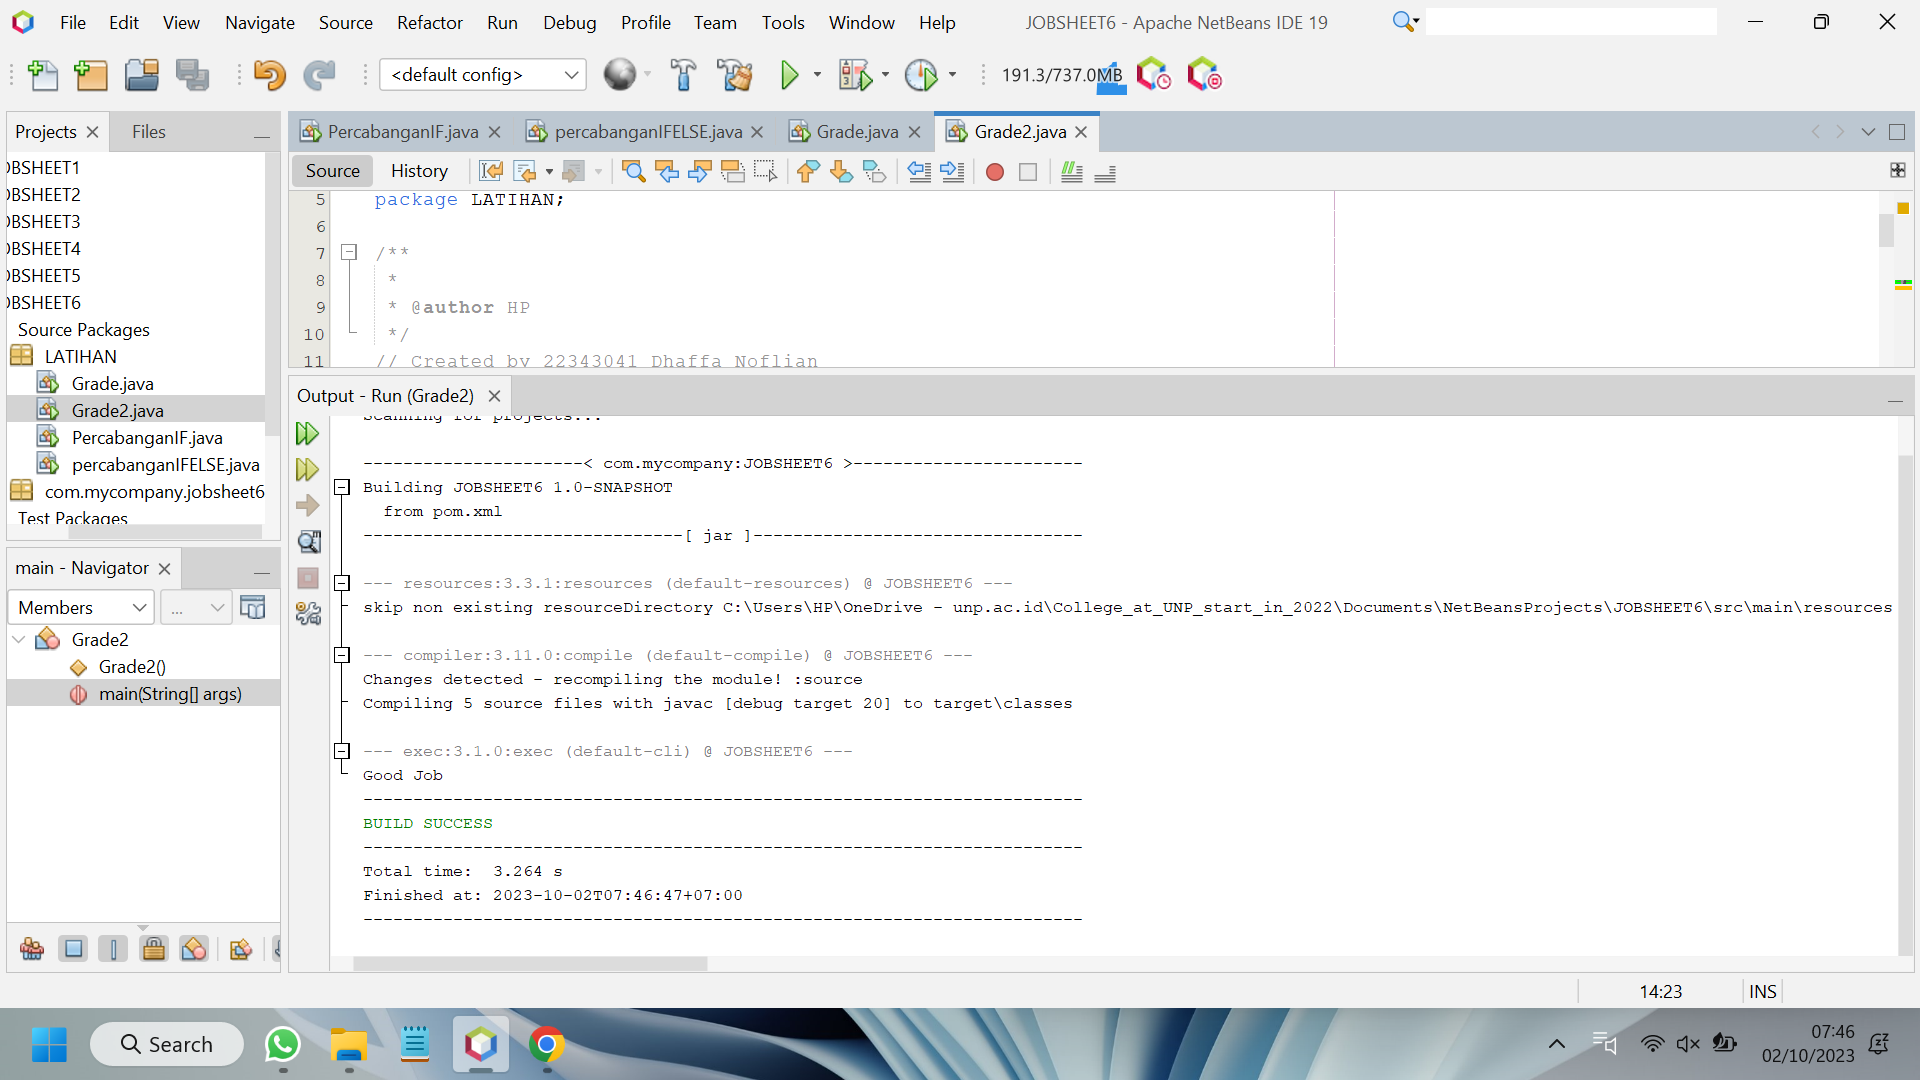 File Edit View Navigate Source Refactor Run Debug Profile Team Tools Window Help
JOBSHEET6 - Apache NetBeans IDE 19
<default config>
191.3/737.0MB
Projects Files
OBSHEET1
OBSHEET2
OBSHEET3
OBSHEET4
OBSHEET5
OBSHEET6
Source Packages
LATIHAN
Grade.java
Grade2.java
PercabanganIF.java
percabanganIFELSE.java
com.mycompany.jobsheet6
Test Packages
main - Navigator
Members ...
Grade2
Grade2()
main(String[] args)
PercabanganIF.java percabanganIFELSE.java Grade.java Grade2.java
Source History
5 package LATIHAN;
6
7 /**
8 *
9 * @author HP
10 */
11 // Created by 22343041_Dhaffa Noflian
Output - Run (Grade2)
Scanning for projects...
----------------------< com.mycompany:JOBSHEET6 >-----------------------
Building JOBSHEET6 1.0-SNAPSHOT
from pom.xml
--------------------------------[ jar ]---------------------------------
--- resources:3.3.1:resources (default-resources) @ JOBSHEET6 ---
skip non existing resourceDirectory C:\Users\HP\OneDrive - unp.ac.id\College_at_UNP_start_in_2022\Documents\NetBeansProjects\JOBSHEET6\src\main\resources
--- compiler:3.11.0:compile (default-compile) @ JOBSHEET6 ---
Changes detected - recompiling the module! :source
Compiling 5 source files with javac [debug target 20] to target\classes
--- exec:3.1.0:exec (default-cli) @ JOBSHEET6 ---
Good Job
------------------------------------------------------------------------
BUILD SUCCESS
------------------------------------------------------------------------
Total time: 3.264 s
Finished at: 2023-10-02T07:46:47+07:00
------------------------------------------------------------------------
14:23 INS
Search
07:46
02/10/2023